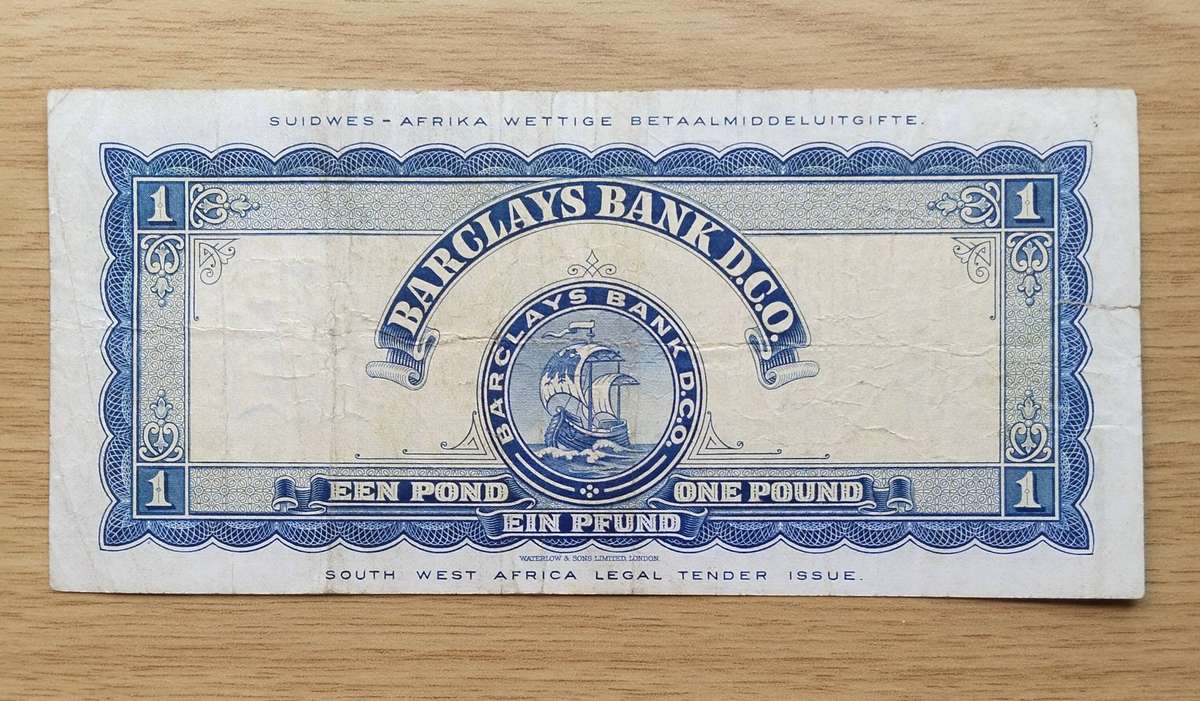 SUIDWES-AFRIKA WETTIGE BETAALMIDDELUITGIFTE.
1 1
BARCLAYS BANK D.C.O.
BARCLAYS BANK D.C.O.
1 1
EEN POND ONE POUND
EIN PFUND
WATERLOW & SONS LIMITED, LONDON.
SOUTH WEST AFRICA LEGAL TENDER ISSUE.